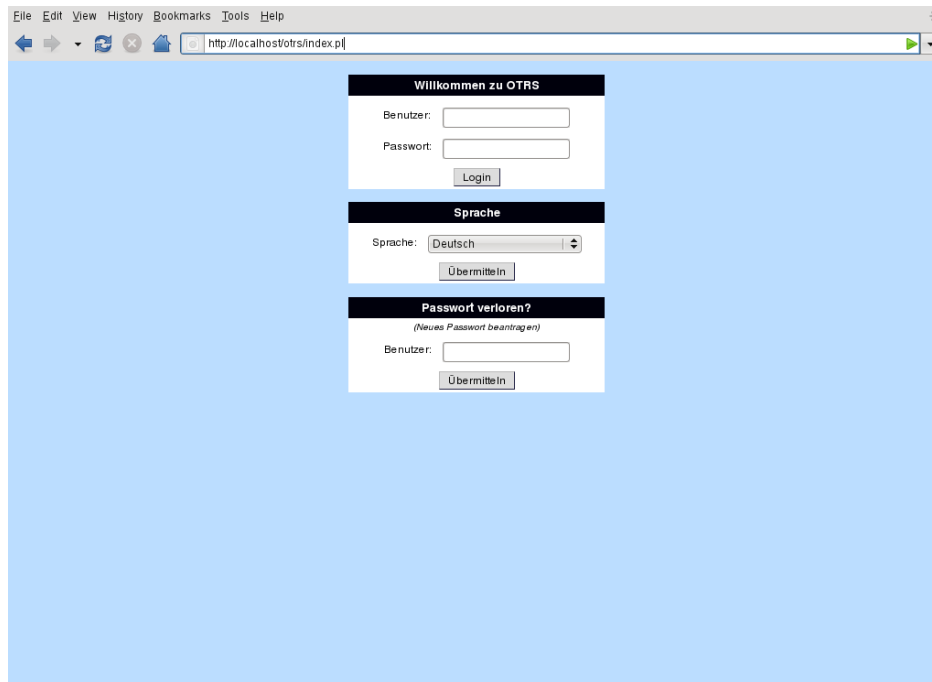 File Edit View History Bookmarks Tools Help
http://localhost/otrs/index.pl
Willkommen zu OTRS
Benutzer:
Passwort:
Login
Sprache
Sprache: Deutsch
Übermitteln
Passwort verloren?
(Neues Passwort beantragen)
Benutzer:
Übermitteln